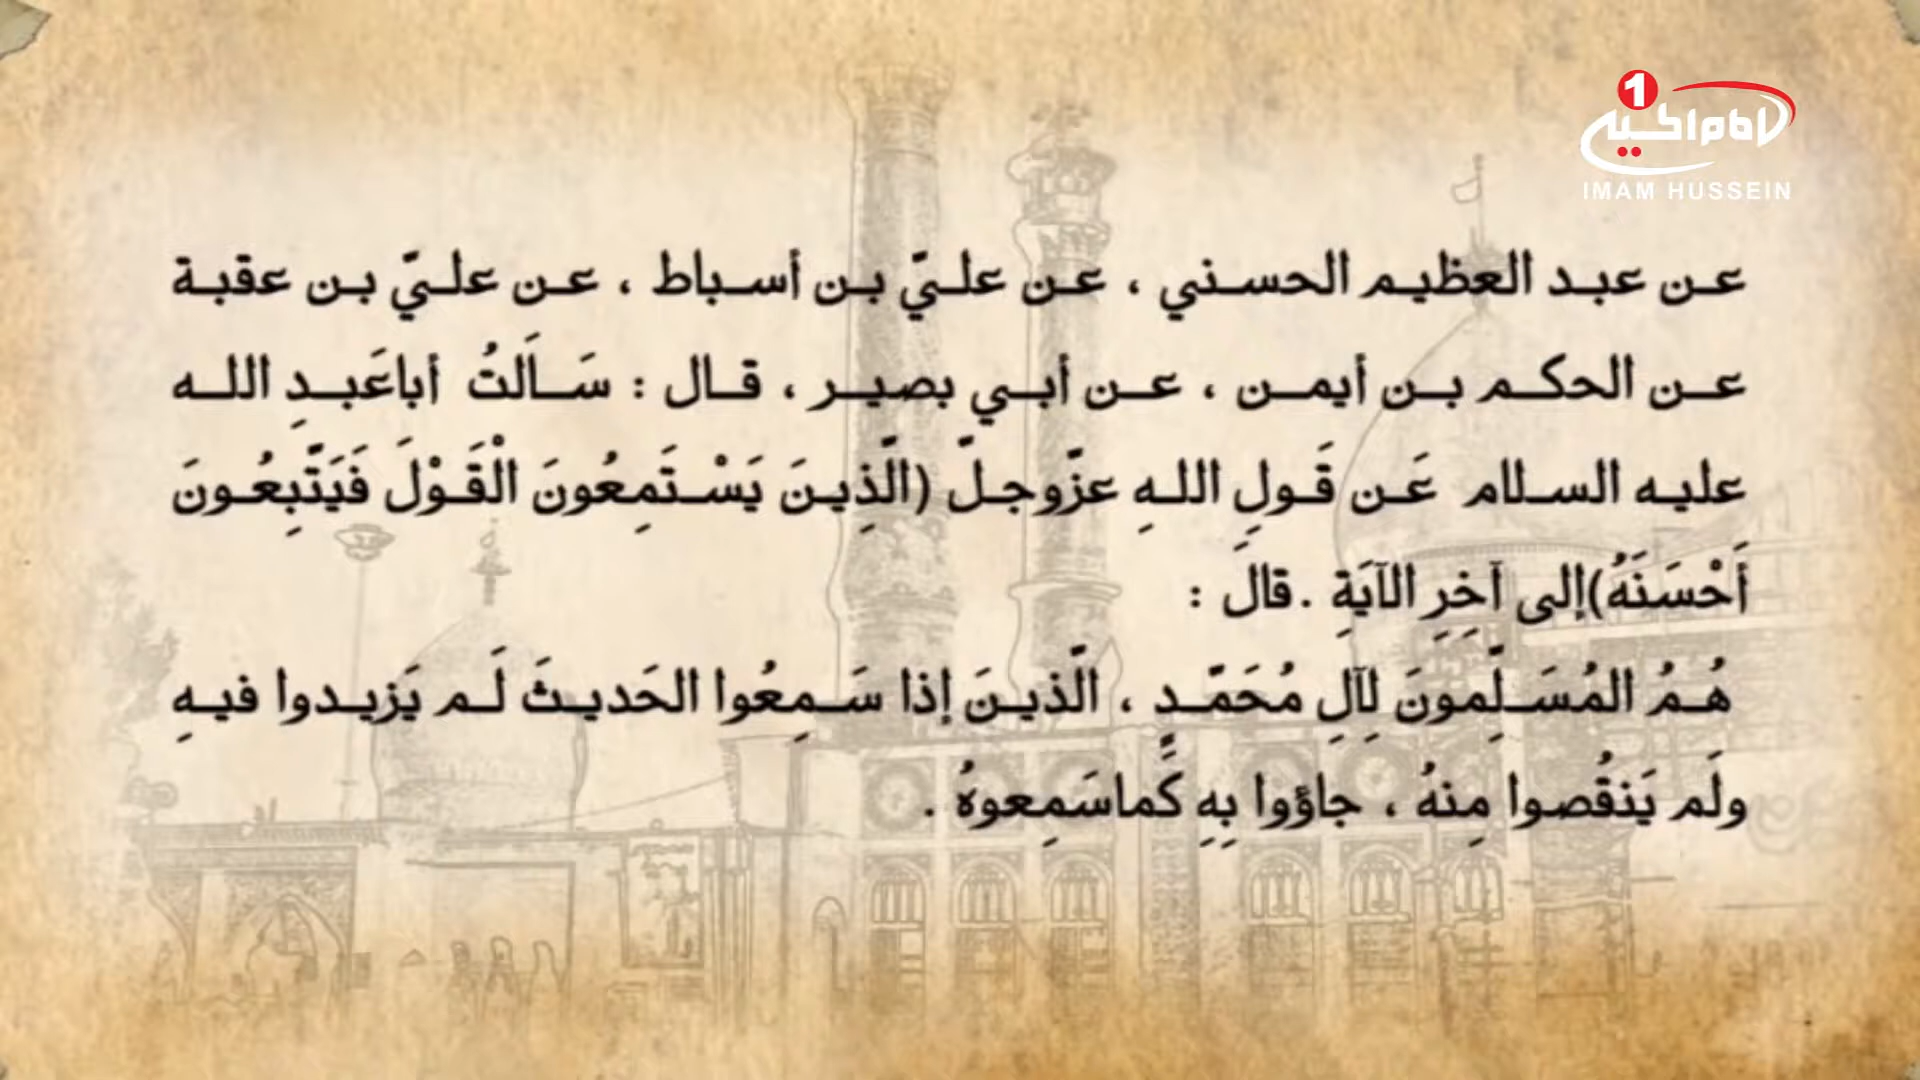 1
امام حسین
IMAM HUSSEIN
عن عبد العظيم الحسني ، عن عليّ بن أسباط ، عن عليّ بن عقبة
عن الحكم بن أيمن ، عن أبي بصير ، قال : سَاَلتُ أباعَبدِ الله
عليه السلام عَن قَولِ اللهِ عزّوجلّ (الّذِينَ يَسْتَمِعُونَ الْقَوْلَ فَيَتّبِعُونَ
أَحْسَنَهُ)إلى آخِرِ الآيَةِ .قالَ :
هُمُ المُسَلِّمونَ لِآلِ مُحَمّدٍ ، الّذينَ إذا سَمِعُوا الحَديثَ لَم يَزيدوا فيهِ
ولَم يَنقُصوا مِنهُ ، جاؤوا بِهِ كَماسَمِعوهُ .